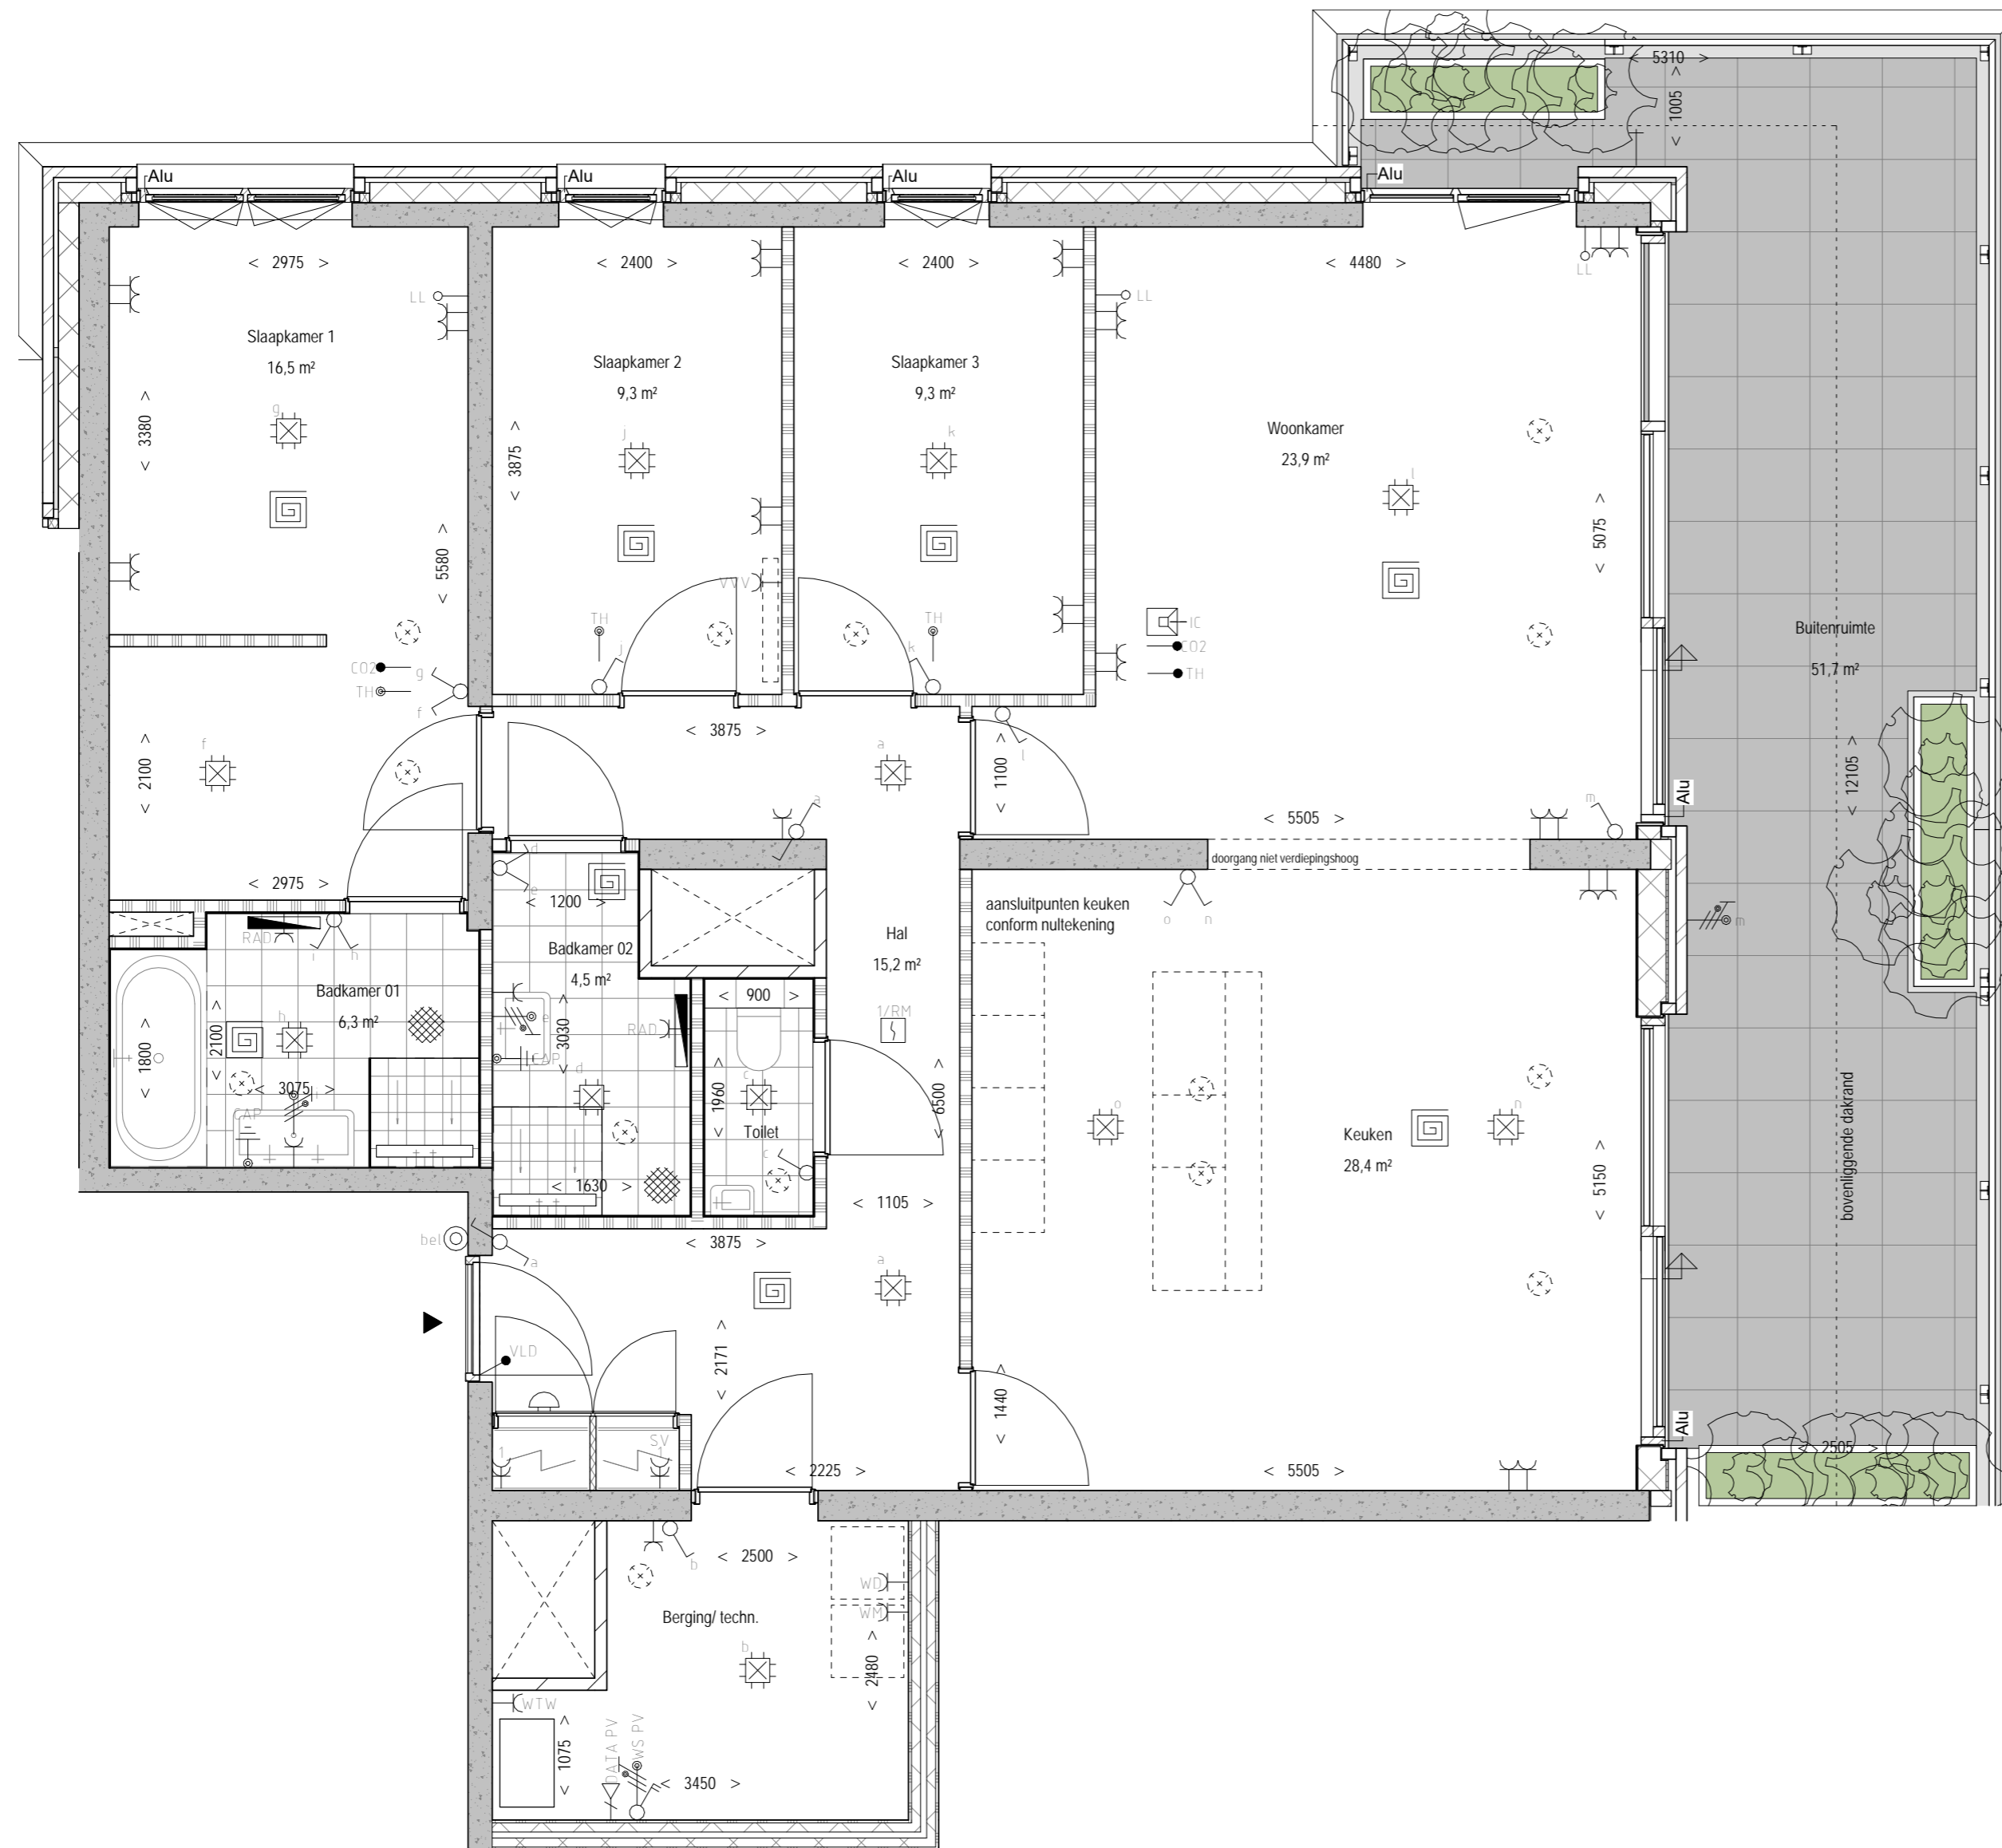 < 5310 >
< 1005 >
Alu
Alu
Alu
Alu
< 2975 >
< 2400 >
< 2400 >
< 4480 >
LL
LL
LL
Slaapkamer 1
16,5 m²
Slaapkamer 2
9,3 m²
Slaapkamer 3
9,3 m²
Woonkamer
23,9 m²
g
j
k
l
< 3380 >
< 3875 >
< 5580 >
< 5075 >
VVV
TH
TH
j
k
IC
CO2
TH
Buitenruimte
51,7 m²
CO2
TH
g
f
f
< 2100 >
< 3875 >
a
a
< 1100 >
l
< 5505 >
m
Alu
< 12105 >
doorgang niet verdiepingshoog
< 2975 >
d
e
< 1200 >
aansluitpunten keuken
conform nultekening
o
n
m
RAD
i
h
Badkamer 02
4,5 m²
Hal
15,2 m²
Badkamer 01
6,3 m²
h
< 1800 >
< 2100 >
< 3075 >
CAP
i
e
< 3030 >
CAP
d
RAD
< 900 >
1/RM
< 1960 >
c
Toilet
c
< 6500 >
o
n
Keuken
28,4 m²
< 5150 >
bovenliggende dakrand
< 1630 >
< 1105 >
bel
a
< 3875 >
a
VLD
< 2171 >
< 1440 >
Alu
1
SV
1
< 2225 >
< 5505 >
< 2505 >
b
< 2500 >
WD
WM
Berging/ techn.
b
< 2480 >
WTW
< 1075 >
DATA PV
WS PV
< 3450 >